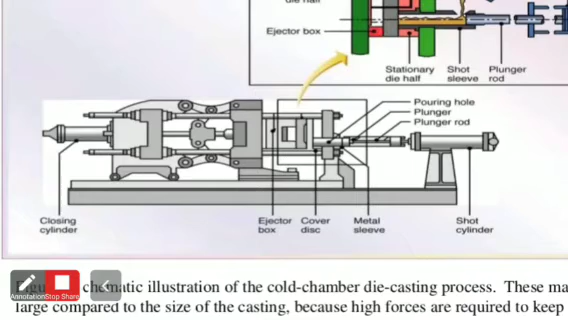 die half
Ejector box
Stationary
die half
Shot
sleeve
Plunger
rod
Pouring hole
Plunger
Plunger rod
Closing
cylinder
Ejector
box
Cover
disc
Metal
sleeve
Shot
cylinder
illustration of the cold-chamber die-casting process. These ma
large compared to the size of the casting, because high forces are required to keep
Annotation
Stop Share